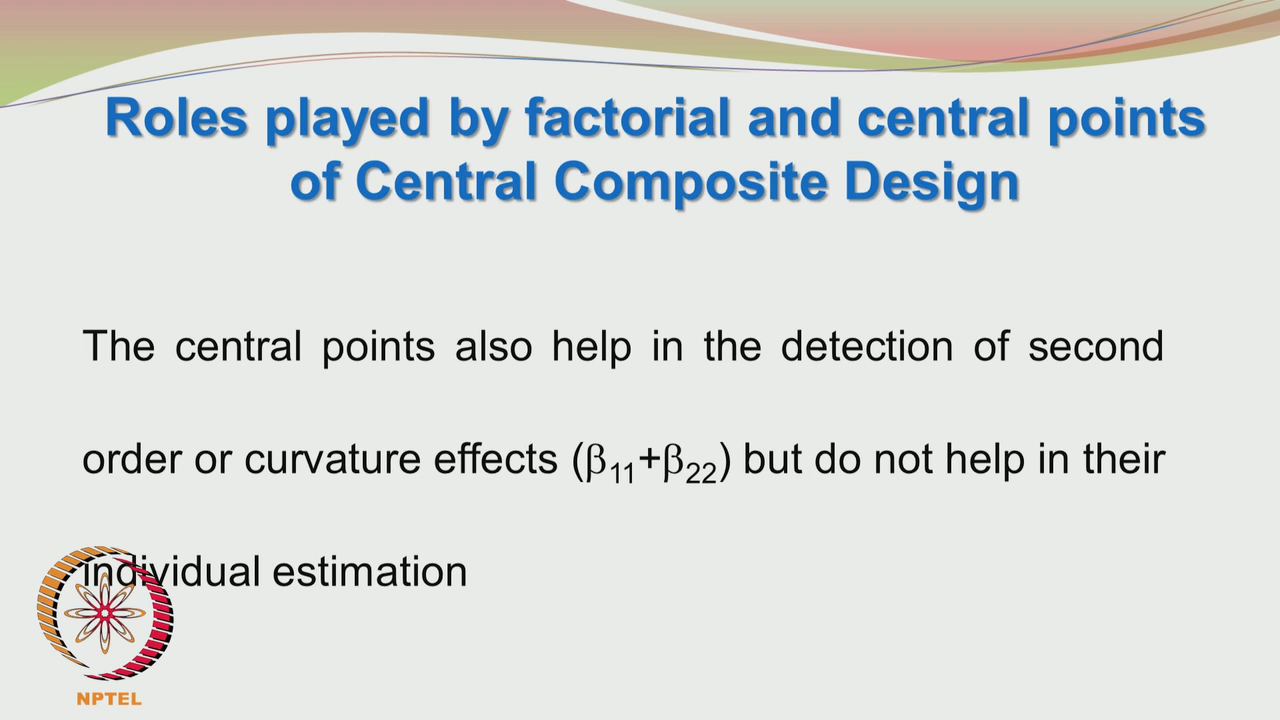 Roles played by factorial and central points
of Central Composite Design
The central points also help in the detection of second
order or curvature effects (β₁₁+β₂₂) but do not help in their
individual estimation
NPTEL